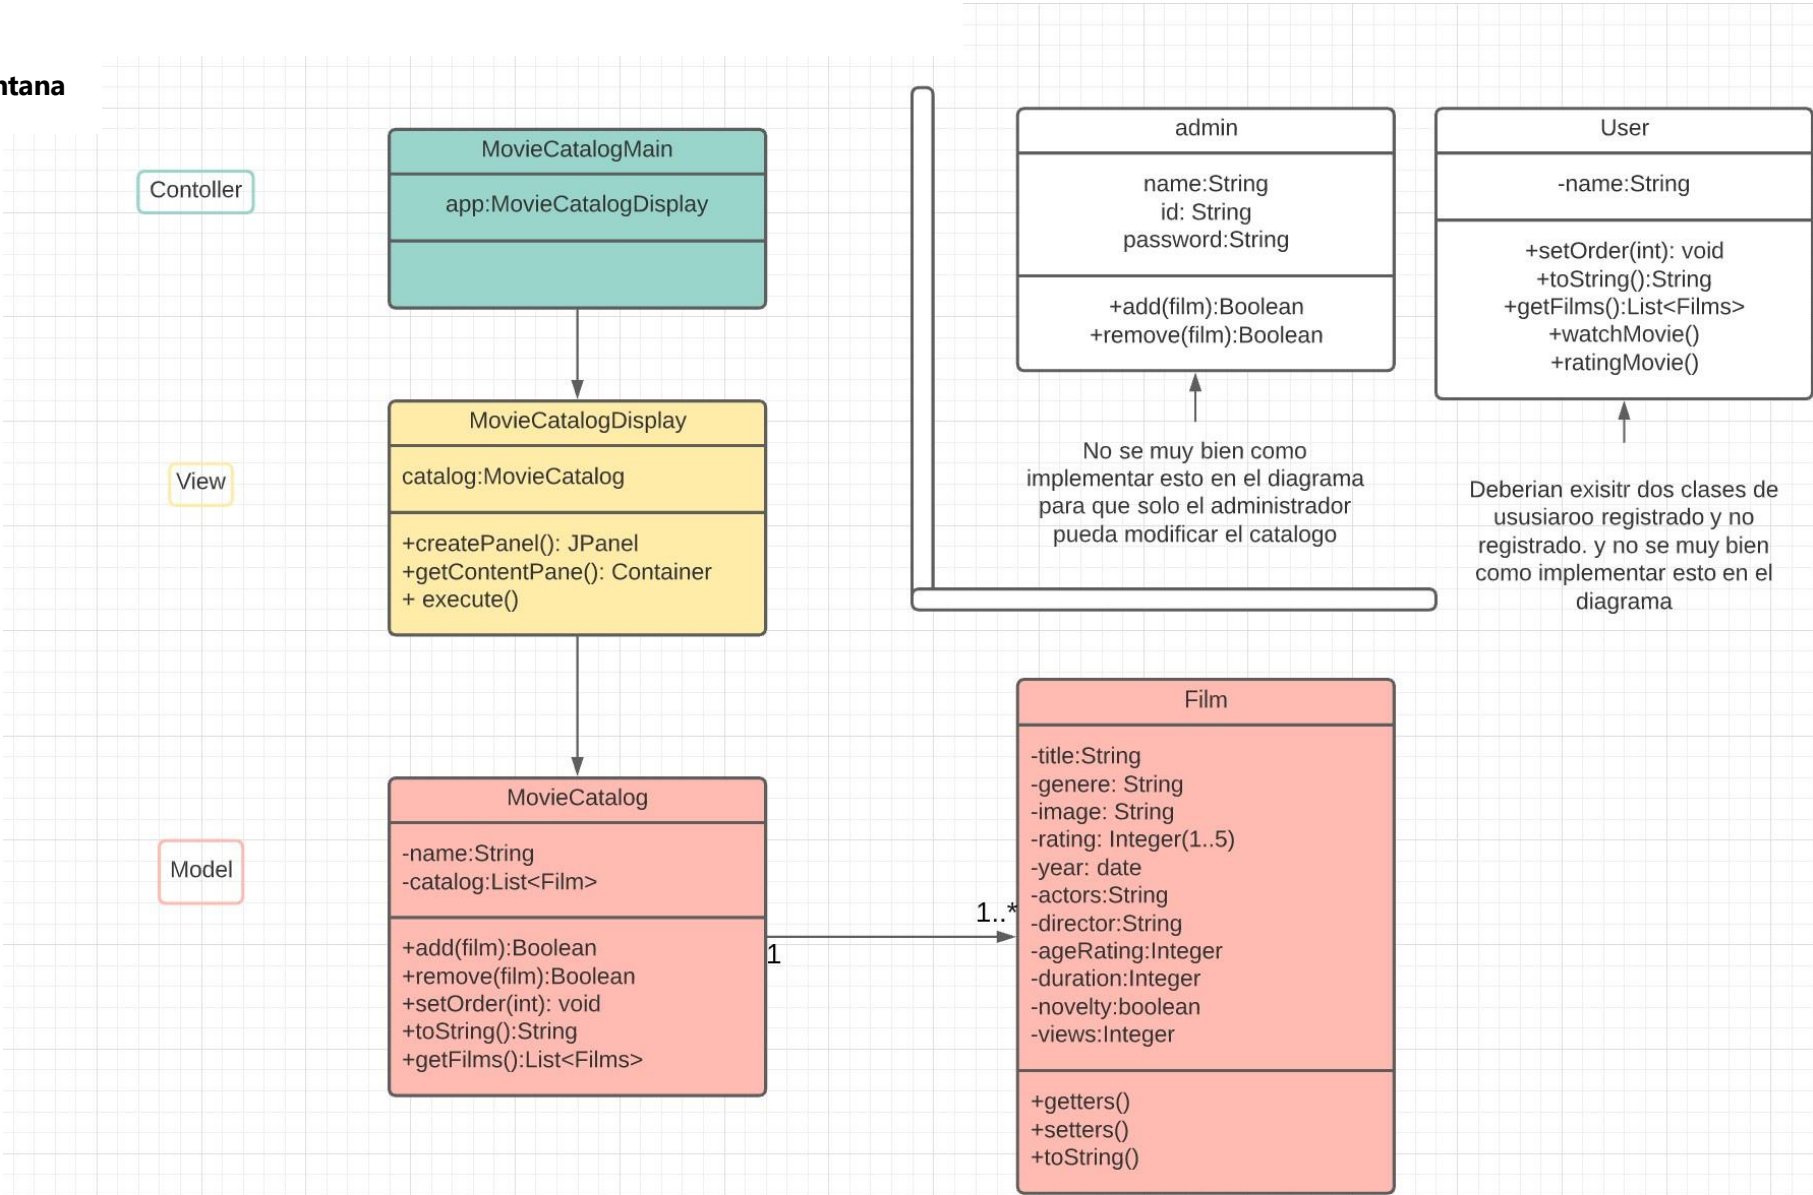 ntana
Contoller
MovieCatalogMain
app:MovieCatalogDisplay
View
MovieCatalogDisplay
catalog:MovieCatalog
+createPanel(): JPanel
+getContentPane(): Container
+ execute()
Model
MovieCatalog
-name:String
-catalog:List<Film>
+add(film):Boolean
+remove(film):Boolean
+setOrder(int): void
+toString():String
+getFilms():List<Films>
1
1..*
admin
name:String
id: String
password:String
+add(film):Boolean
+remove(film):Boolean
No se muy bien como
implementar esto en el diagrama
para que solo el administrador
pueda modificar el catalogo
User
-name:String
+setOrder(int): void
+toString():String
+getFilms():List<Films>
+watchMovie()
+ratingMovie()
Deberian exisitr dos clases de
ususiaroo registrado y no
registrado. y no se muy bien
como implementar esto en el
diagrama
Film
-title:String
-genere: String
-image: String
-rating: Integer(1..5)
-year: date
-actors:String
-director:String
-ageRating:Integer
-duration:Integer
-novelty:boolean
-views:Integer
+getters()
+setters()
+toString()